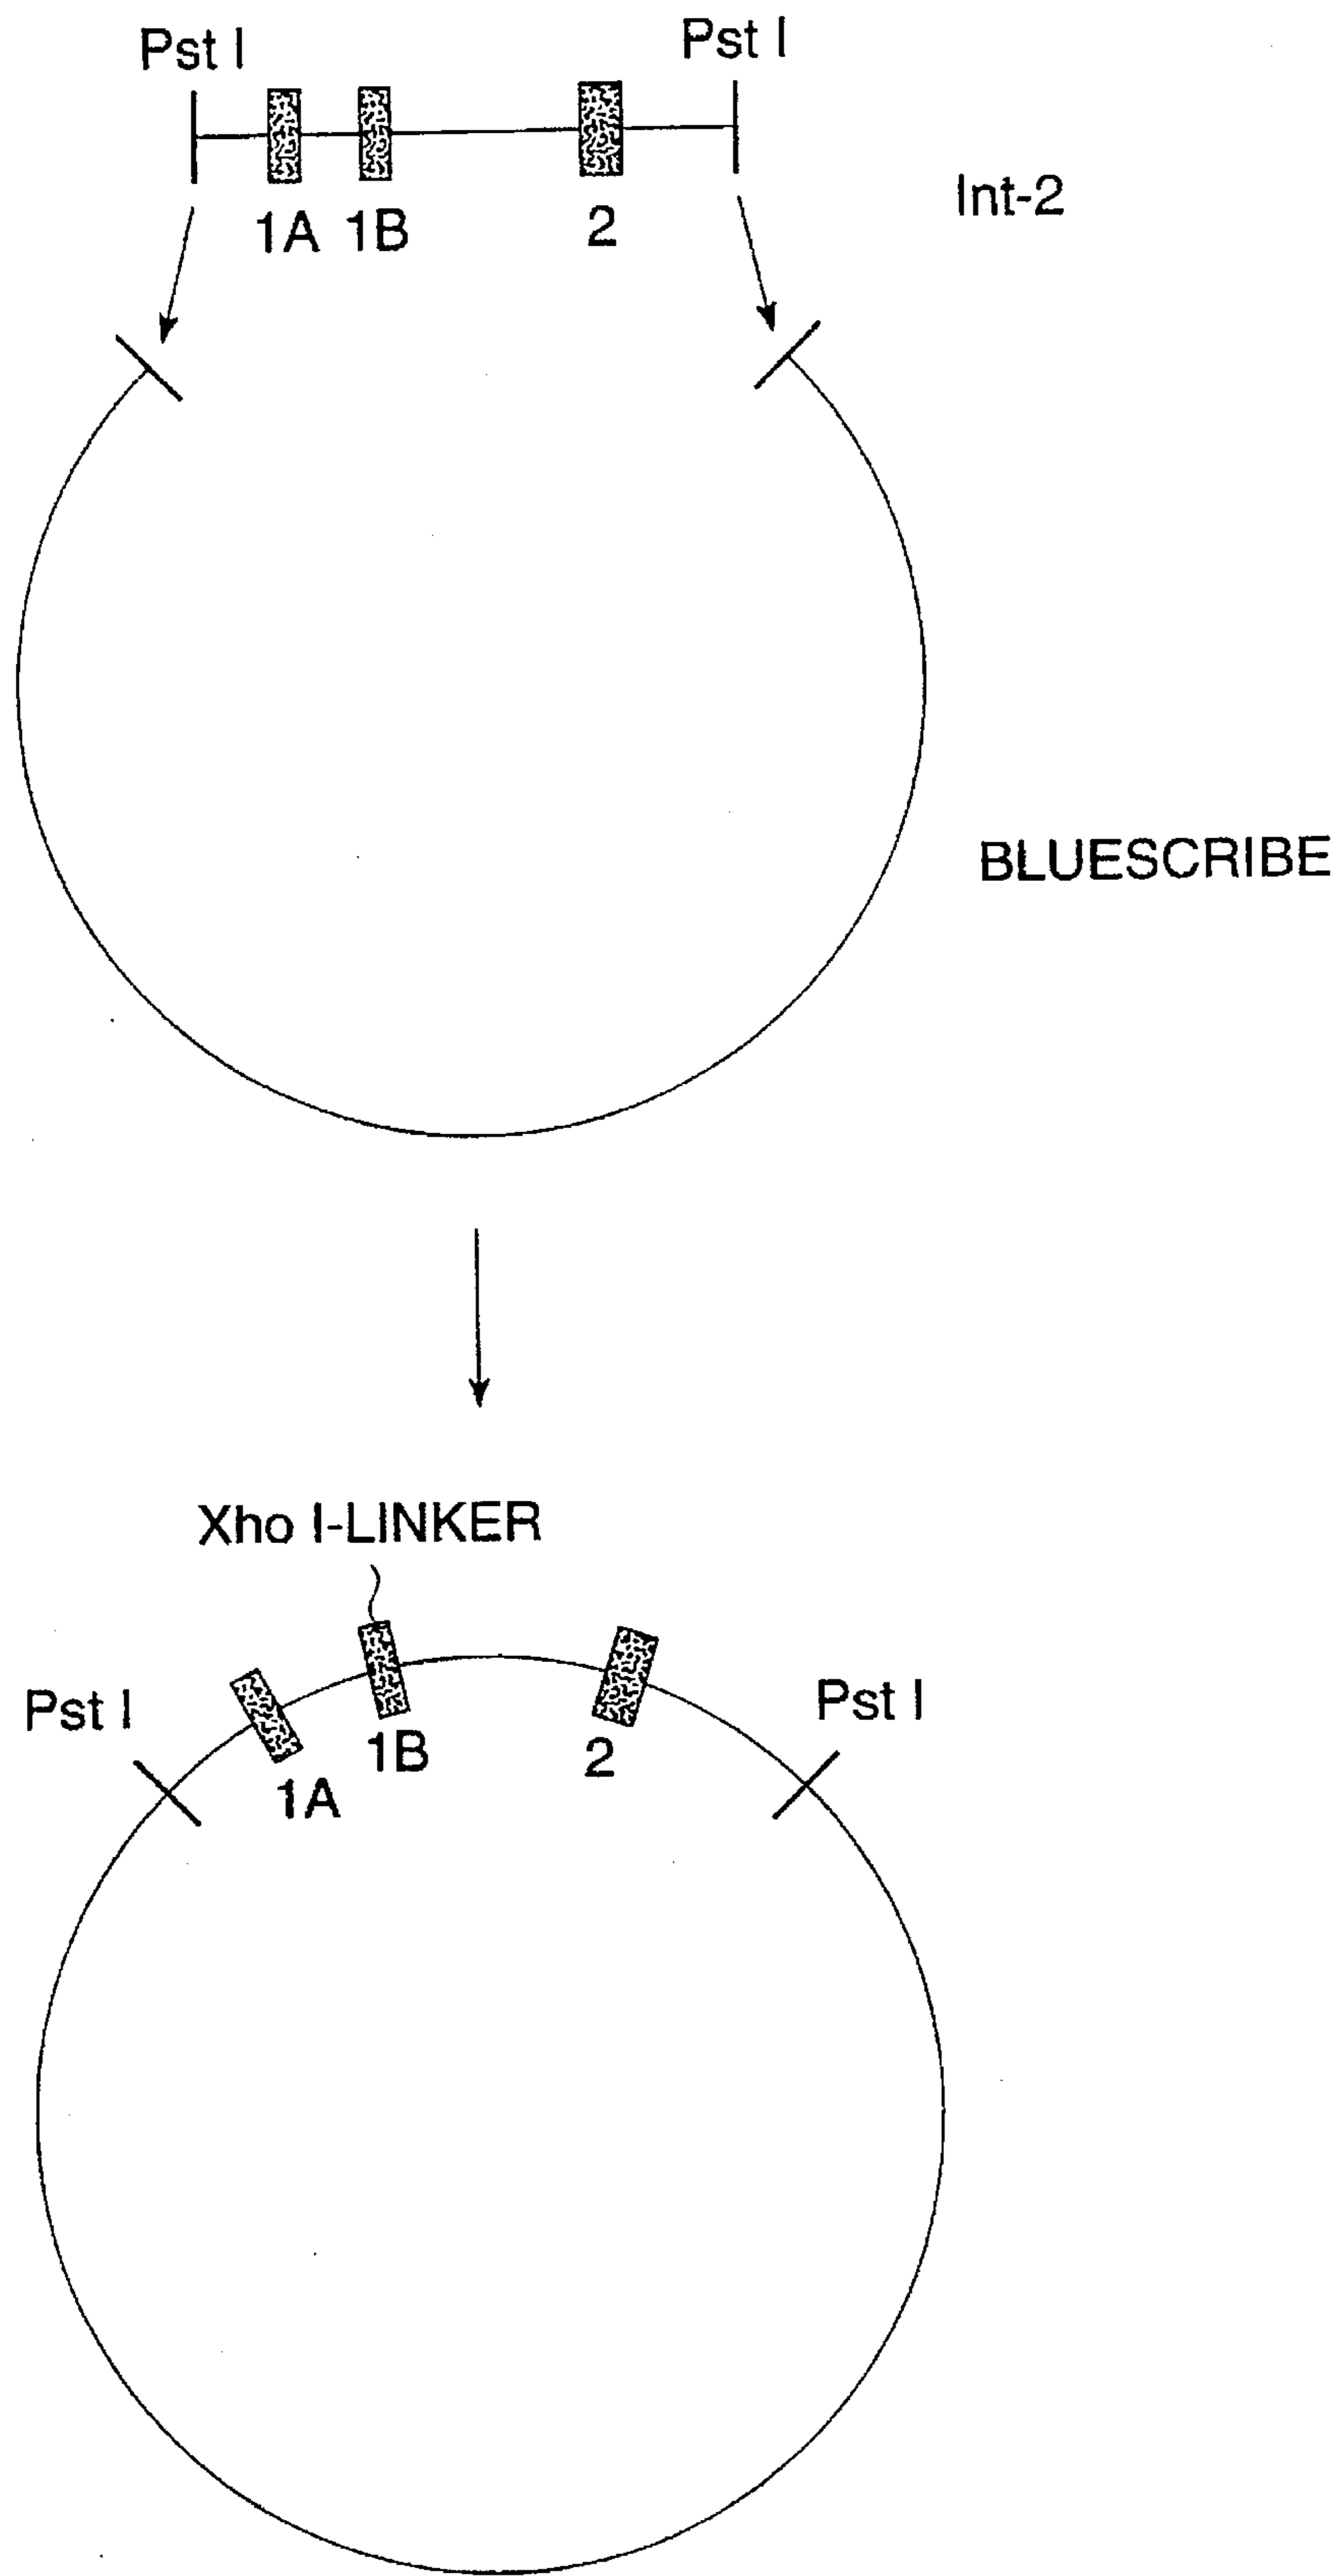 Pst I
Pst I
1A
1B
2
Int-2
BLUESCRIBE
Xho I-LINKER
Pst I
1A
1B
2
Pst I